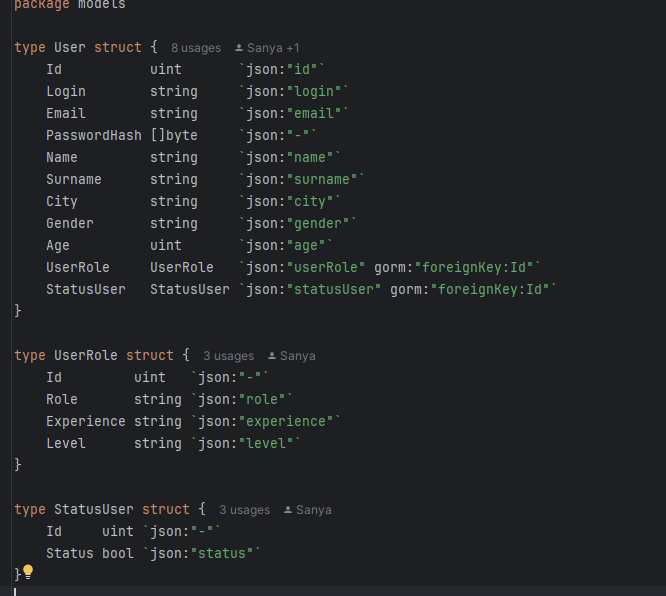 package models
type User struct { 8 usages Sanya +1
Id uint `json:"id"`
Login string `json:"login"`
Email string `json:"email"`
PasswordHash []byte `json:"-"`
Name string `json:"name"`
Surname string `json:"surname"`
City string `json:"city"`
Gender string `json:"gender"`
Age uint `json:"age"`
UserRole UserRole `json:"userRole" gorm:"foreignKey:Id"`
StatusUser StatusUser `json:"statusUser" gorm:"foreignKey:Id"`
}
type UserRole struct { 3 usages Sanya
Id uint `json:"-"`
Role string `json:"role"`
Experience string `json:"experience"`
Level string `json:"level"`
}
type StatusUser struct { 3 usages Sanya
Id uint `json:"-"`
Status bool `json:"status"`
}